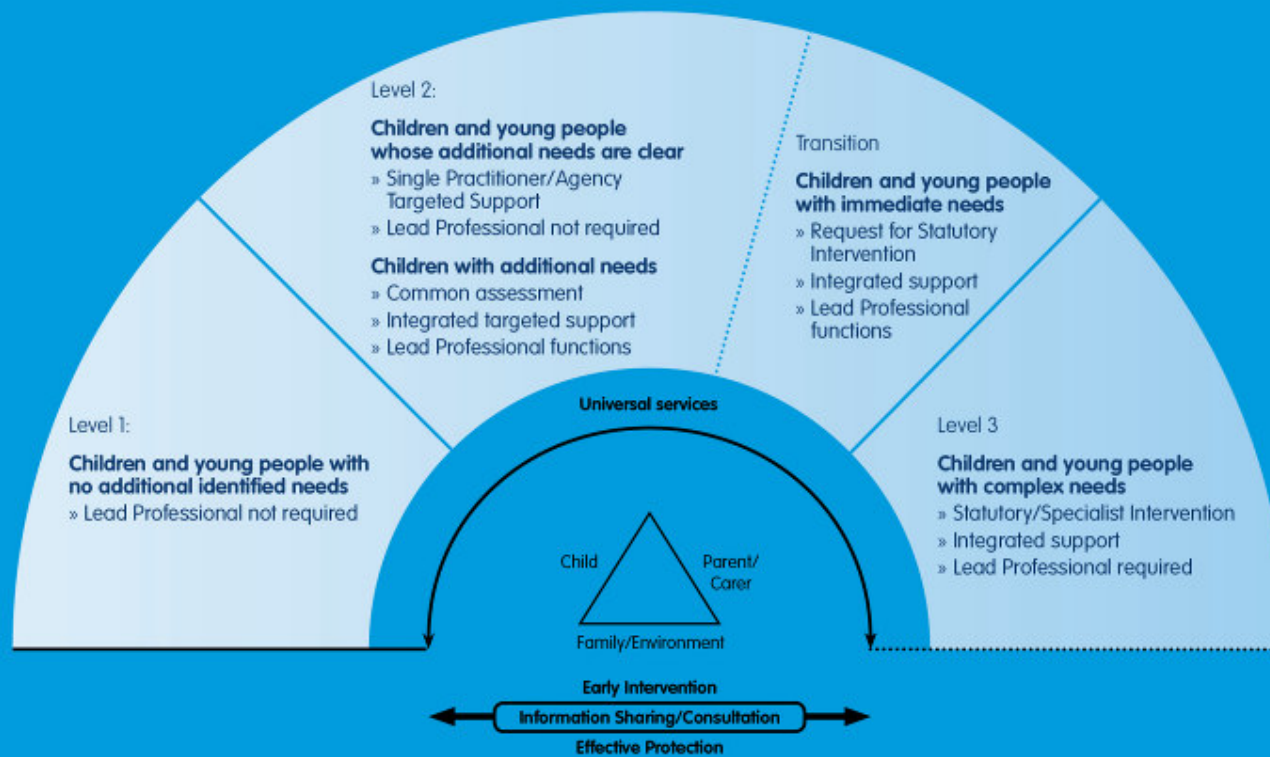 Level 1:
Children and young people with
no additional identified needs
» Lead Professional not required
Level 2:
Children and young people
whose additional needs are clear
» Single Practitioner/Agency
Targeted Support
» Lead Professional not required
Children with additional needs
» Common assessment
» Integrated targeted support
» Lead Professional functions
Transition
Children and young people
with immediate needs
» Request for Statutory
Intervention
» Integrated support
» Lead Professional
functions
Level 3
Children and young people
with complex needs
» Statutory/Specialist Intervention
» Integrated support
» Lead Professional required
Universal services
Child
Parent/
Carer
Family/Environment
Early Intervention
Information Sharing/Consultation
Effective Protection